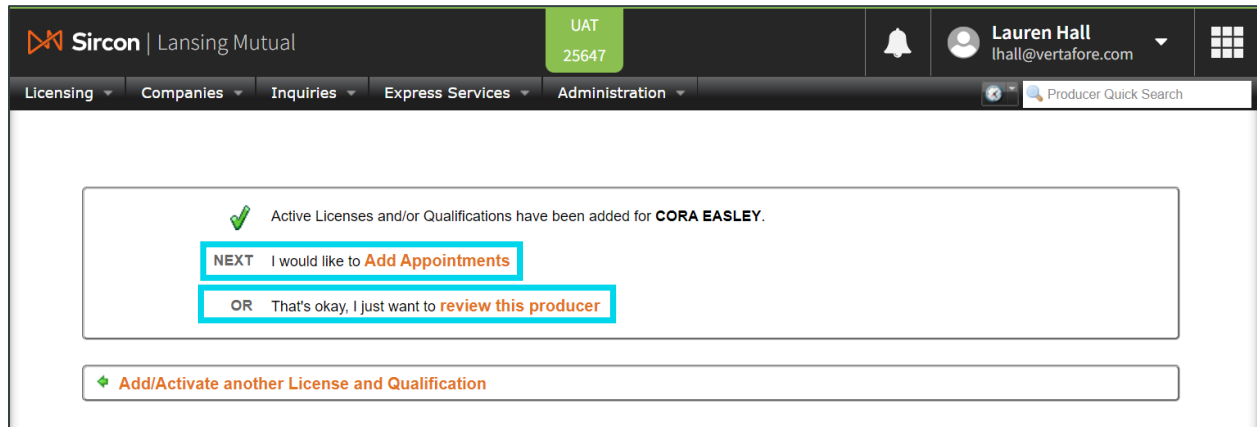 Sircon | Lansing Mutual
UAT
25647
Lauren Hall
lhall@vertafore.com
Licensing Companies Inquiries Express Services Administration
Producer Quick Search
Active Licenses and/or Qualifications have been added for CORA EASLEY.
NEXT I would like to Add Appointments
OR That's okay, I just want to review this producer
Add/Activate another License and Qualification